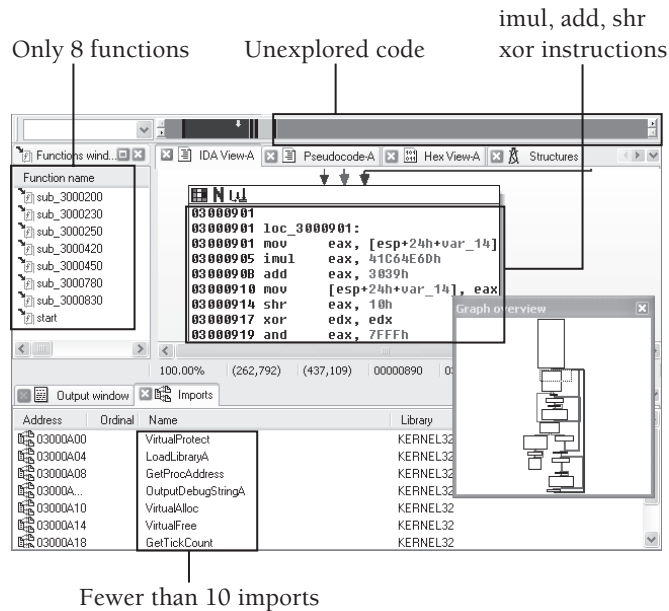 imul, add, shr
Only 8 functions Unexplored code xor instructions
Functions wind... IDA View-A Pseudocode-A Hex View-A Structures
Function name
sub_3000200
sub_3000230
sub_3000250
sub_3000420
sub_3000450
sub_3000780
sub_3000830
start
03000901
03000901 loc_3000901:
03000901 mov eax, [esp+24h+var_14]
03000905 imul eax, 41C64E6Dh
0300090B add eax, 3039h
03000910 mov [esp+24h+var_14], eax
03000914 shr eax, 10h
03000917 xor edx, edx
03000919 and eax, 7FFFh
Graph overview
100.00% (262,792) (437,109) 00000890
Output window Imports
Address Ordinal Name Library
03000A00 VirtualProtect KERNEL32
03000A04 LoadLibraryA KERNEL32
03000A08 GetProcAddress KERNEL32
03000A... OutputDebugStringA KERNEL32
03000A10 VirtualAlloc KERNEL32
03000A14 VirtualFree KERNEL32
03000A18 GetTickCount KERNEL32
Fewer than 10 imports